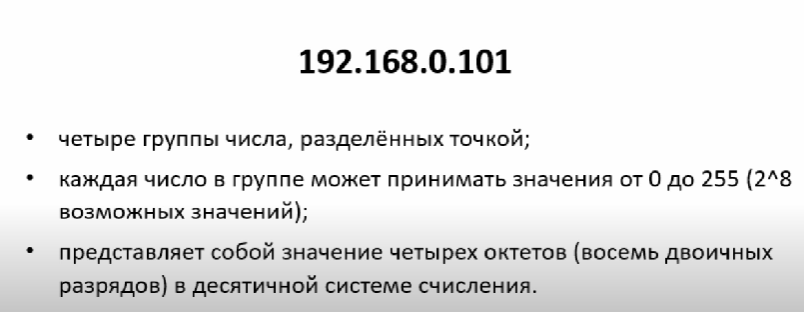 192.168.0.101
• четыре группы числа, разделённых точкой;
• каждая число в группе может принимать значения от 0 до 255 (2^8
возможных значений);
• представляет собой значение четырех октетов (восемь двоичных
разрядов) в десятичной системе счисления.